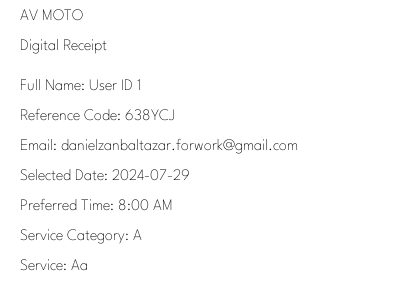 AV MOTO
Digital Receipt
Full Name: User ID 1
Reference Code: 638YCJ
Email: danielzanbaltazar.forwork@gmail.com
Selected Date: 2024-07-29
Preferred Time: 8:00 AM
Service Category: A
Service: Aa